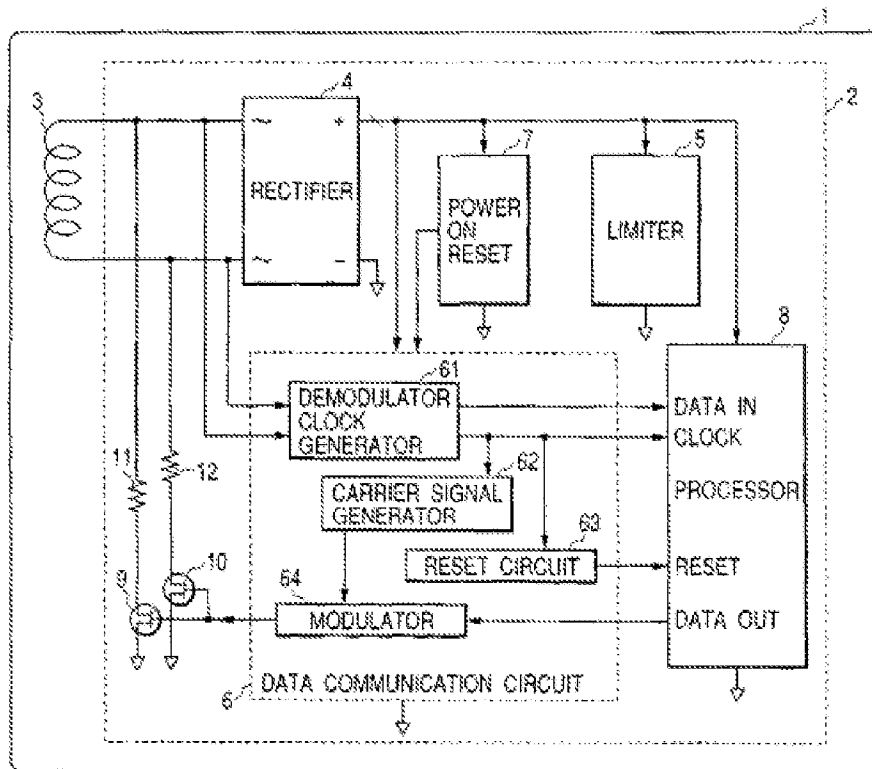 1
2
3
4
~
+
7
5
RECTIFIER
POWER
ON
RESET
LIMITER
~
−
8
61
DEMODULATOR
CLOCK
GENERATOR
DATA IN
CLOCK
62
11
12
CARRIER SIGNAL
GENERATOR
PROCESSOR
63
RESET CIRCUIT
RESET
10
9
64
MODULATOR
DATA OUT
6
DATA COMMUNICATION CIRCUIT